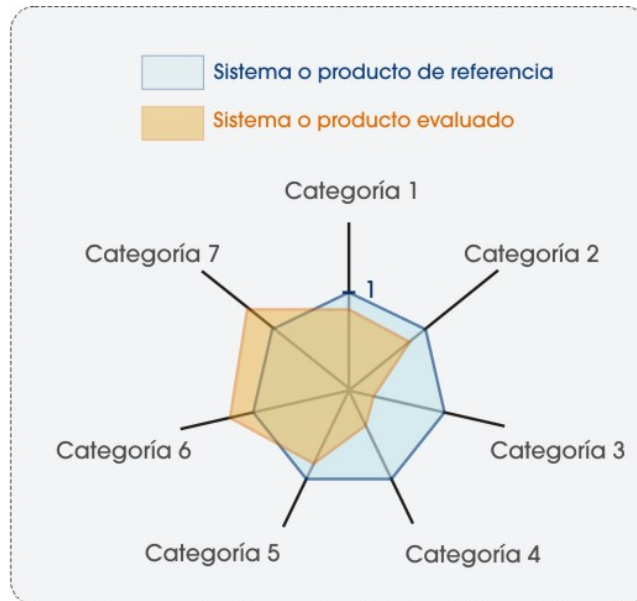 Sistema o producto de referencia
Sistema o producto evaluado
Categoría 1
Categoría 7
Categoría 2
1
Categoría 6
Categoría 3
Categoría 5
Categoría 4